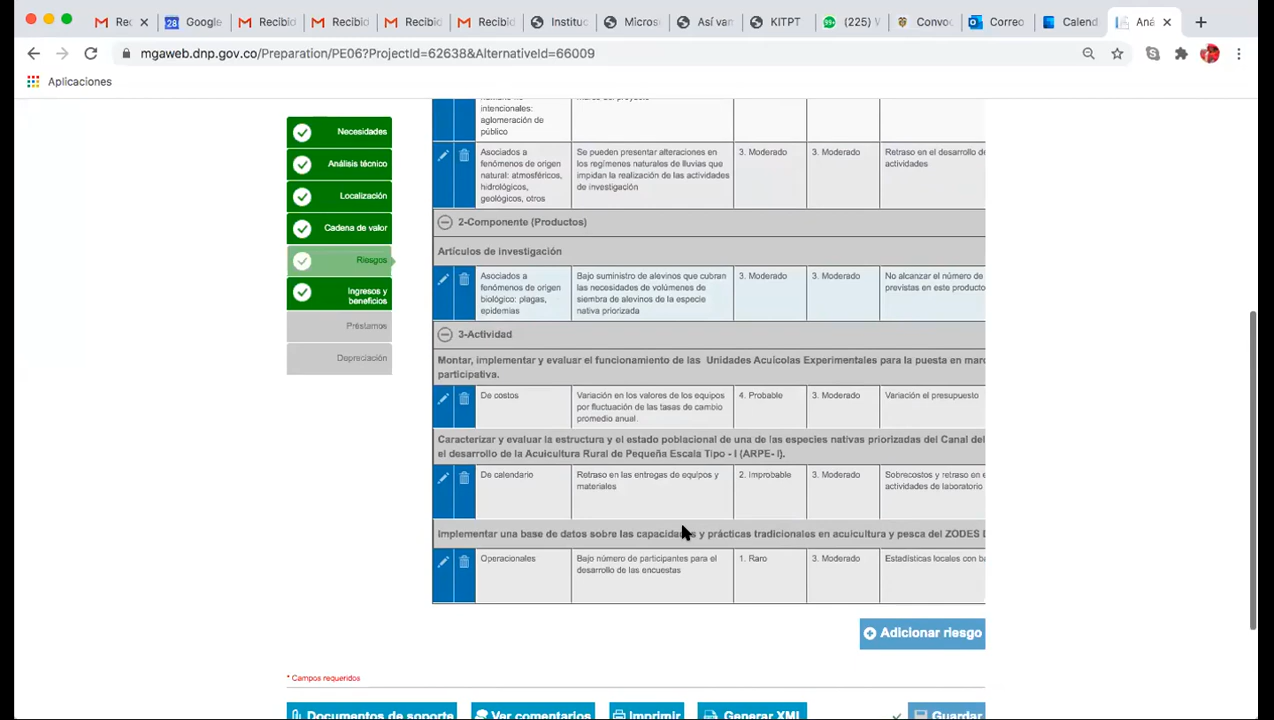 Rec
28 Google
Recibid
Recibio
Recibid
Recibid
Instituc
Micros
Así var
KITPT
(225) W
Convoc
Correo
Calend
Aná
mgaweb.dnp.gov.co/Preparation/PE06?ProjectId=62638&AlternativeId=66009
Aplicaciones
Necesidades
Análisis técnico
Localización
Cadena de valor
Riesgos
Ingresos y
beneficios
Préstamos
Depreciación
intencionales:
aglomeración de
público
Asociados a
fenómenos de origen
natural: atmosféricos,
hidrológicos,
geológicos, otros
Se pueden presentar alteraciones en
los regímenes naturales de lluvias que
impidan la realización de las actividades
de investigación
3. Moderado
3. Moderado
Retraso en el desarrollo de
actividades
2-Componente (Productos)
Artículos de investigación
Asociados a
fenómenos de origen
biológico: plagas,
epidemias
Bajo suministro de alevinos que cubran
las necesidades de volúmenes de
siembra de alevinos de la especie
nativa priorizada
3. Moderado
3. Moderado
No alcanzar el número de
previstas en este producto
3-Actividad
Montar, implementar y evaluar el funcionamiento de las Unidades Acuícolas Experimentales para la puesta en marc
participativa.
De costos
Variación en los valores de los equipos
por fluctuación de las tasas de cambio
promedio anual.
4. Probable
3. Moderado
Variación el presupuesto
Caracterizar y evaluar la estructura y el estado poblacional de una de las especies nativas priorizadas del Canal del
el desarrollo de la Acuicultura Rural de Pequeña Escala Tipo - I (ARPE- I).
De calendario
Retraso en las entregas de equipos y
materiales
2. Improbable
3. Moderado
Sobrecostos y retraso en e
actividades de laboratorio
Implementar una base de datos sobre las capacidades y prácticas tradicionales en acuicultura y pesca del ZODES D
Operacionales
Bajo número de participantes para el
desarrollo de las encuestas
1. Raro
3. Moderado
Estadísticas locales con ba
Adicionar riesgo
* Campos requeridos
Documentos de soporte
Ver comentarios
Imprimir
Generar XML
Guardar